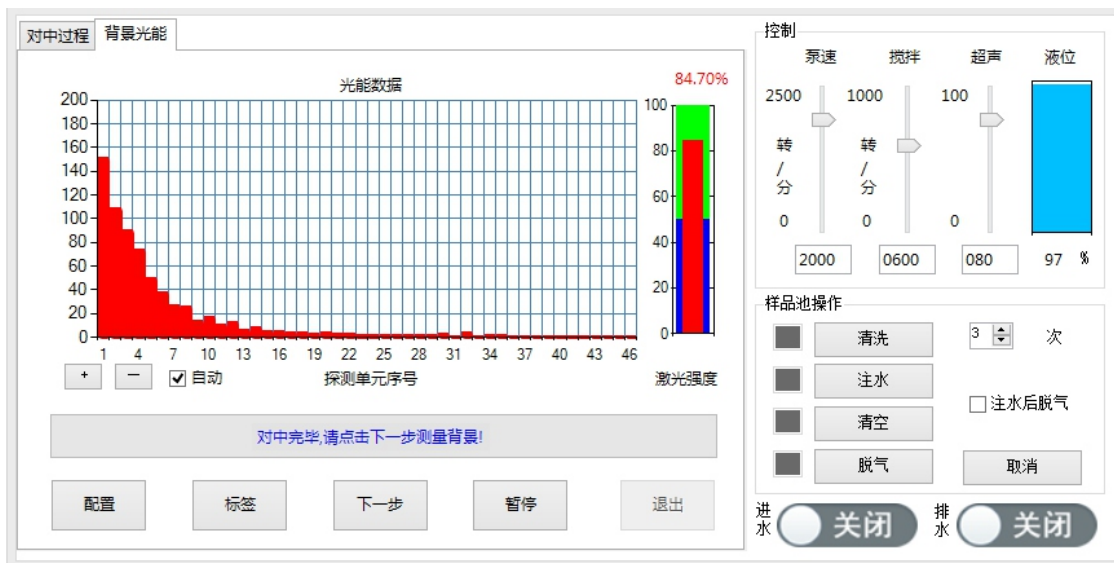 对中过程 背景光能
光能数据
84.70%
200
180
160
140
120
100
80
60
40
20
0
1 4 7 10 13 16 19 22 25 28 31 34 37 40 43 46
100
80
60
40
20
0
+ — 自动 探测单元序号 激光强度
对中完毕,请点击下一步测量背景!
配置 标签 下一步 暂停 退出
控制
泵速 搅拌 超声 液位
2500 1000 100
转/分 转/分
0 0 0
2000 0600 080 97 %
样品池操作
清洗 3 次
注水
注水后脱气
清空
脱气 取消
进水 关闭 排水 关闭